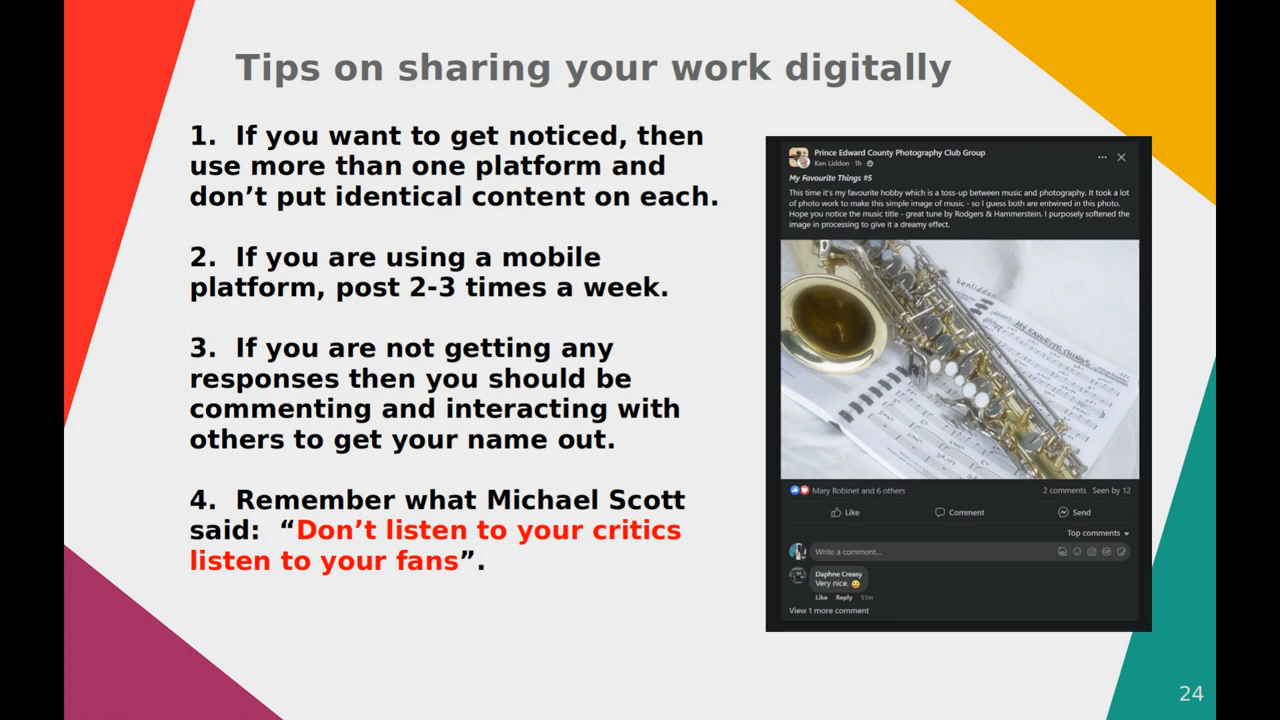 Tips on sharing your work digitally
1. If you want to get noticed, then
use more than one platform and
don’t put identical content on each.
2. If you are using a mobile
platform, post 2-3 times a week.
3. If you are not getting any
responses then you should be
commenting and interacting with
others to get your name out.
4. Remember what Michael Scott
said: “Don’t listen to your critics
listen to your fans”.
Prince Edward County Photography Club Group
Ken Liddon · 1h ·
My Favourite Things #5
This time it's my favourite hobby which is a toss-up between music and photography. It took a lot
of photo work to make this simple image of music - so I guess both are entwined in this photo.
Hope you notice the music title - great tune by Rodgers & Hammerstein. I purposely softened the
image in processing to give it a dreamy effect.
kenliddon
MY FAVORITE THINGS
Mary Robinet and 6 others
2 comments Seen by 12
Like Comment Send
Top comments
Write a comment...
Daphne Creasy
Very nice.
Like Reply 51m
View 1 more comment
24